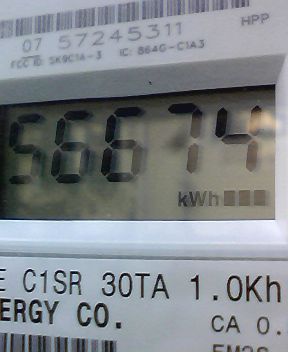 HPP
07 57245311
FCC ID: SK9C1A-3 IC: 864G-C1A3
56674
kWh
E C1SR 30TA 1.0Kh
ERGY CO.
CA 0.